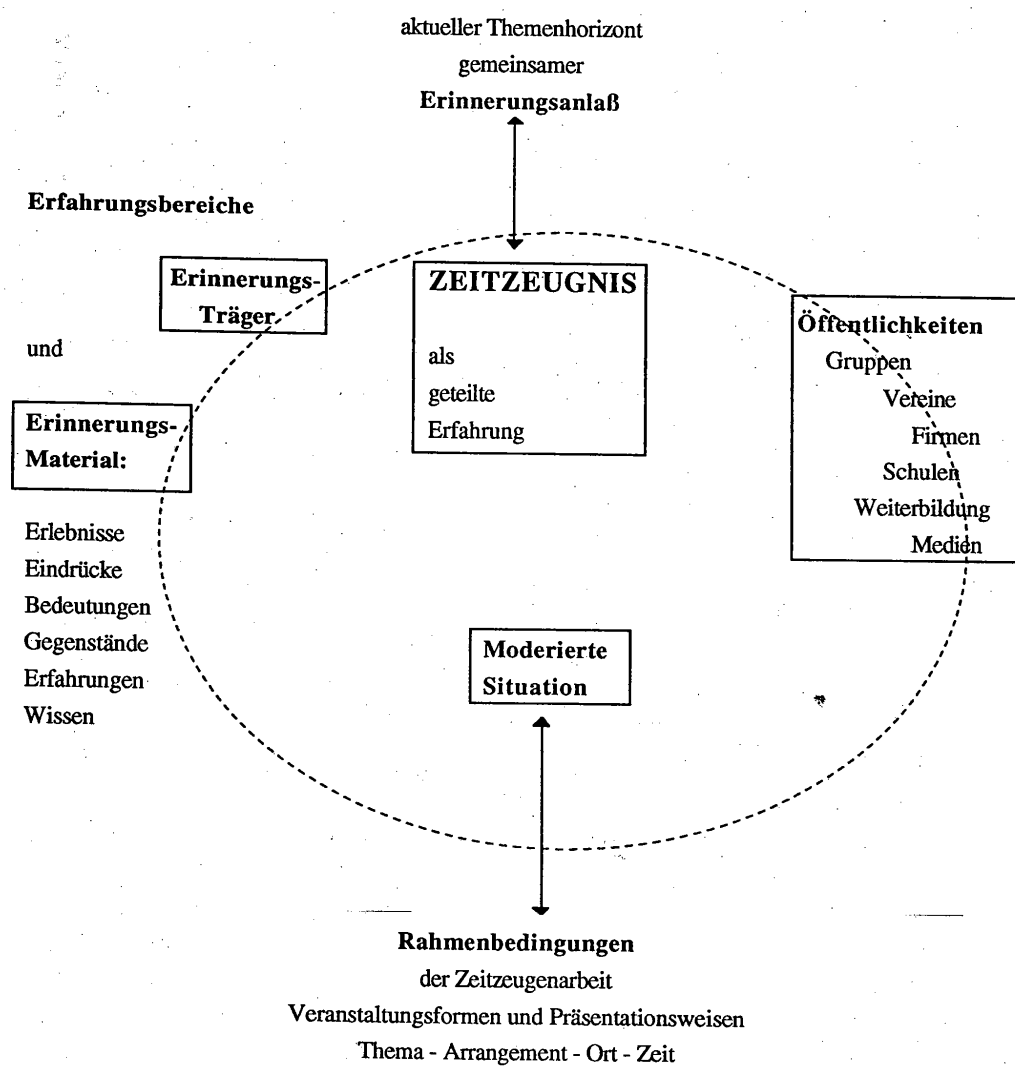 aktueller Themenhorizont
gemeinsamer
Erinnerungsanlaß
Erfahrungsbereiche
Erinnerungs-
Träger
und
Erinnerungs-
Material:
Erlebnisse
Eindrücke
Bedeutungen
Gegenstände
Erfahrungen
Wissen
ZEITZEUGNIS
als
geteilte
Erfahrung
Öffentlichkeiten
Gruppen
Vereine
Firmen
Schulen
Weiterbildung
Medien
Moderierte
Situation
Rahmenbedingungen
der Zeitzeugenarbeit
Veranstaltungsformen und Präsentationsweisen
Thema - Arrangement - Ort - Zeit